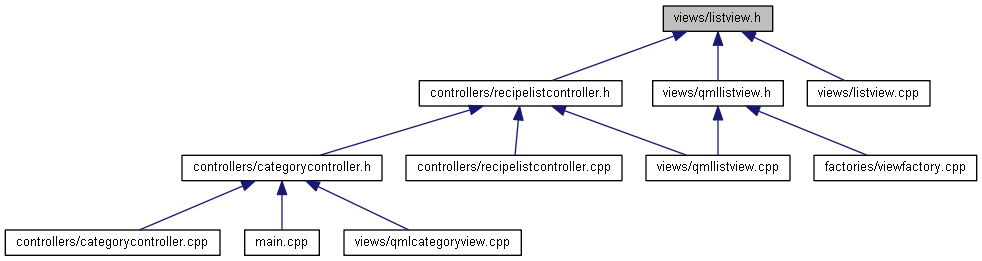 views/listview.h
controllers/recipelistcontroller.h
views/qmllistview.h
views/listview.cpp
controllers/categorycontroller.h
controllers/recipelistcontroller.cpp
views/qmllistview.cpp
factories/viewfactory.cpp
controllers/categorycontroller.cpp
main.cpp
views/qmlcategoryview.cpp